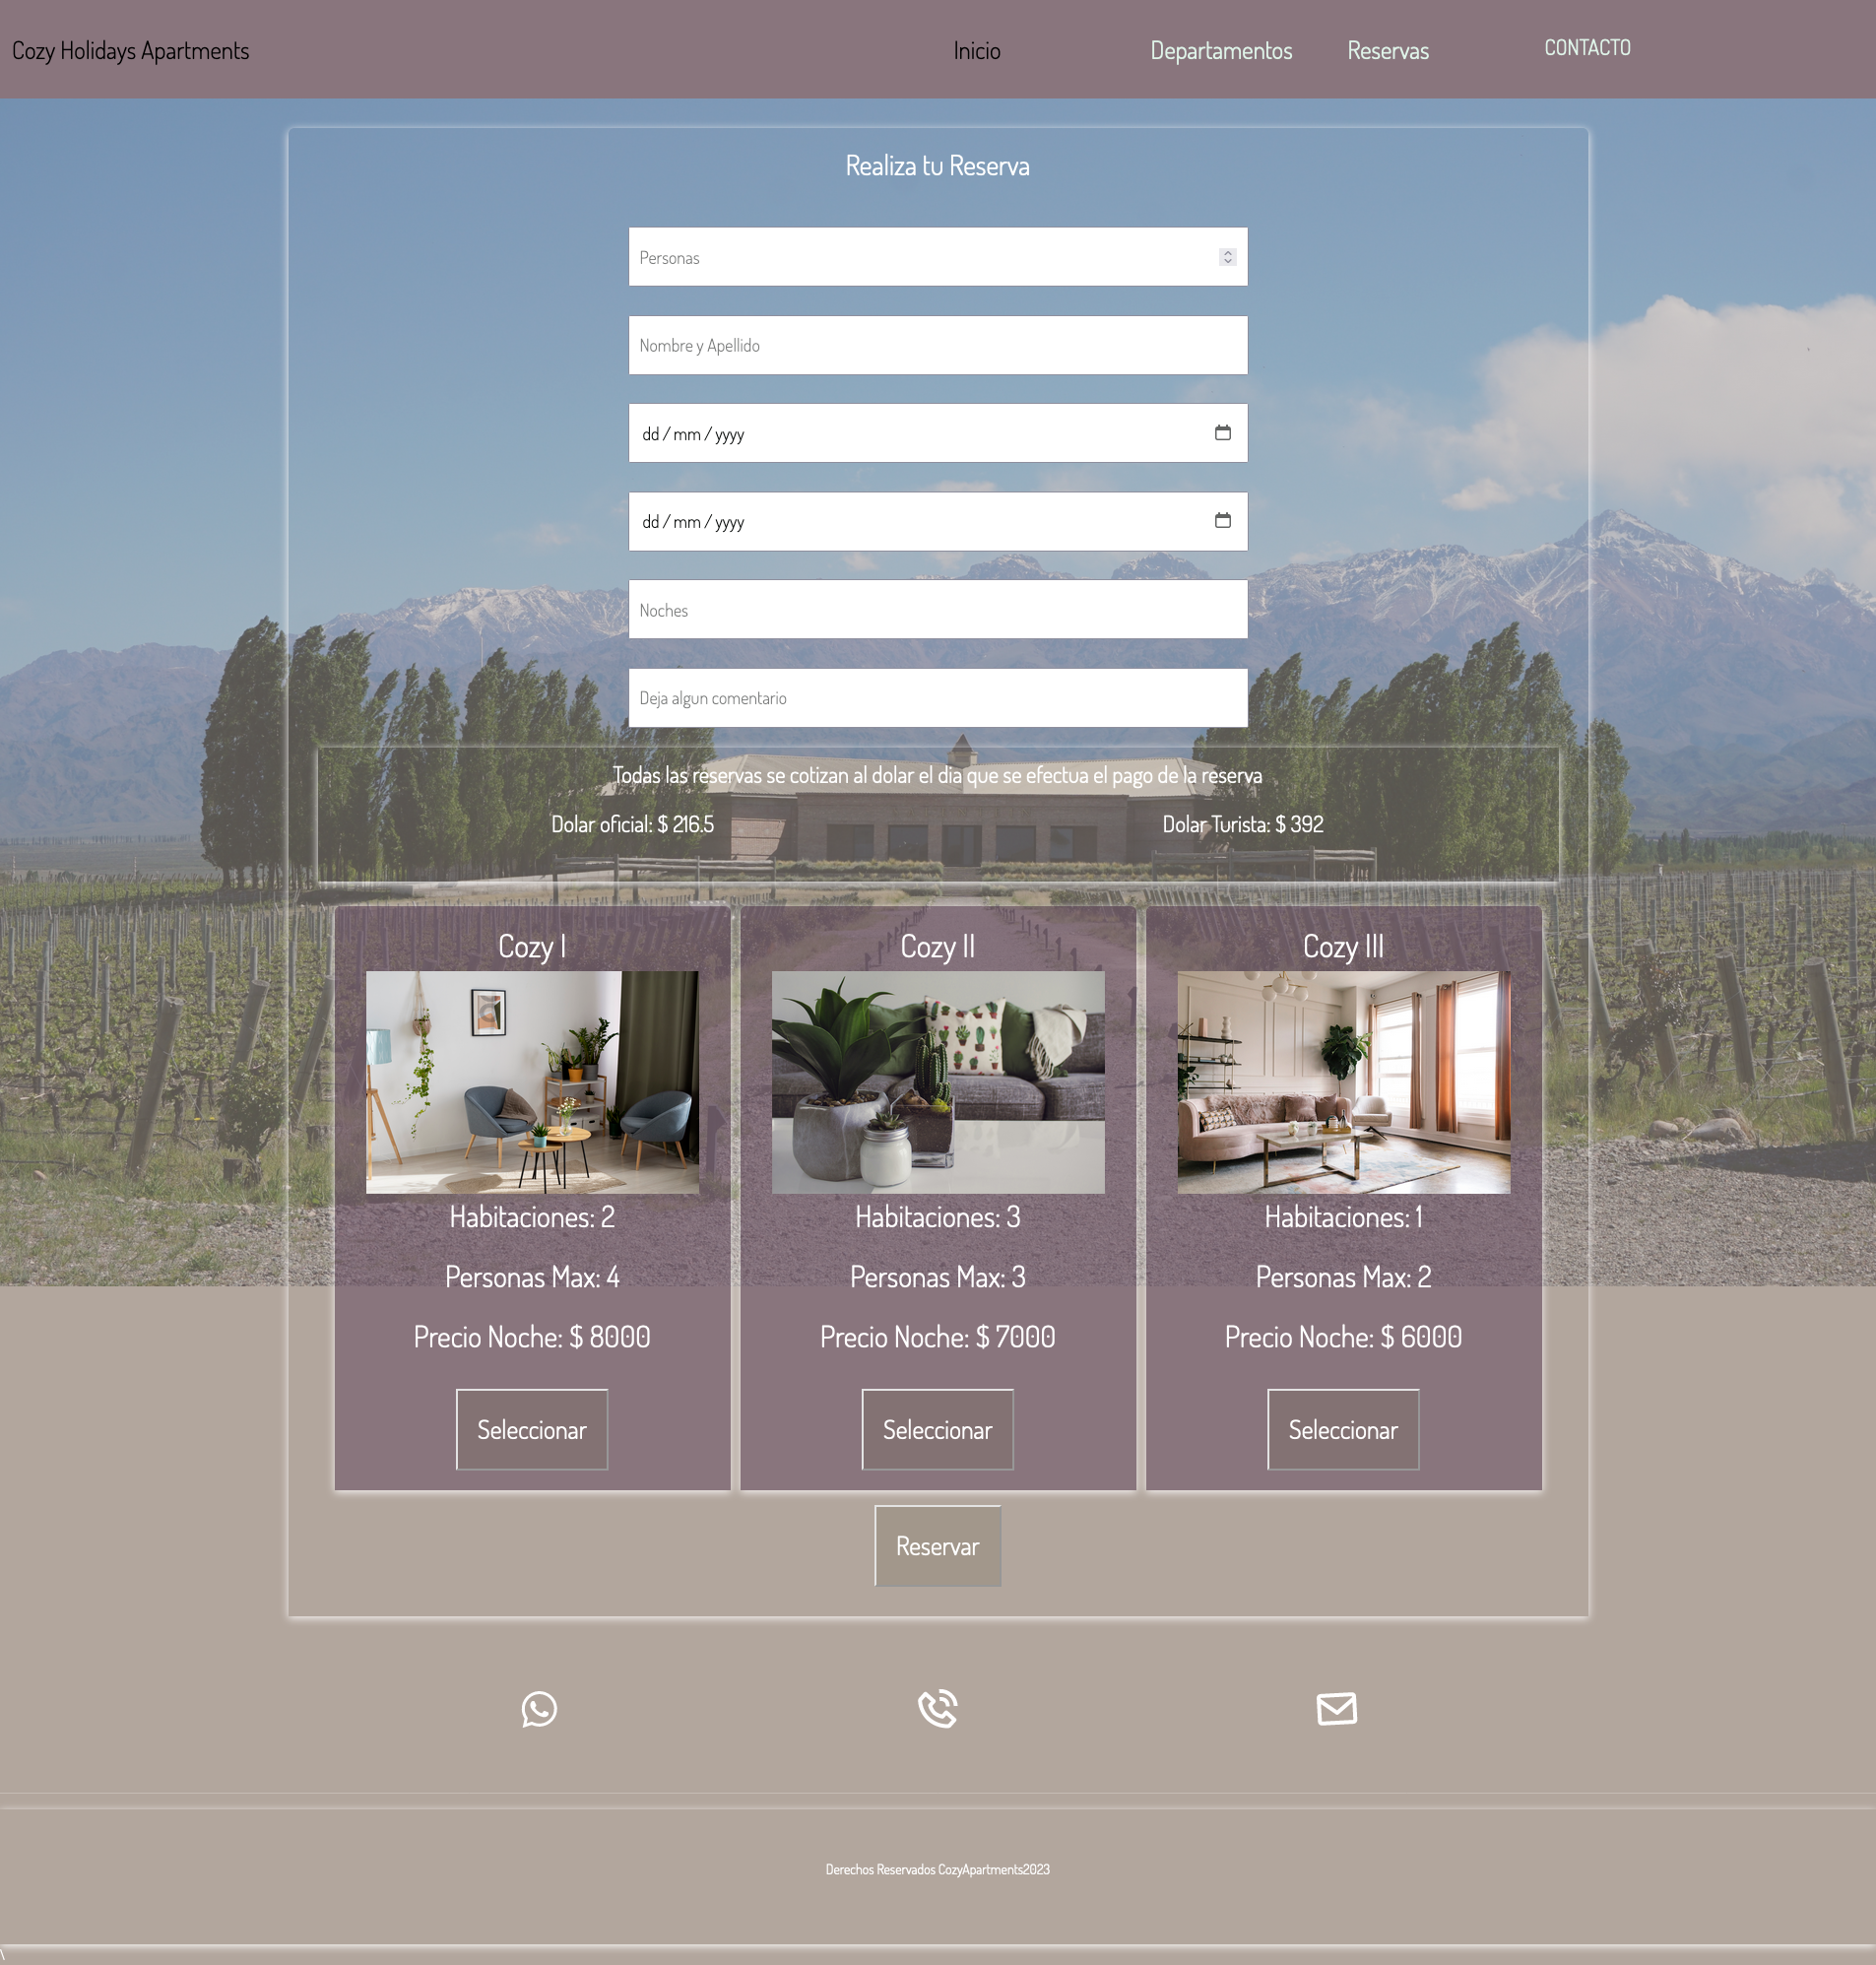 Cozy Holidays Apartments
Inicio
Departamentos
Reservas
CONTACTO
Realiza tu Reserva
Personas
Nombre y Apellido
dd / mm / yyyy
dd / mm / yyyy
Noches
Deja algun comentario
Todas las reservas se cotizan al dolar el dia que se efectua el pago de la reserva
Dolar oficial: $ 216.5
Dolar Turista: $ 392
Cozy I
Habitaciones: 2
Personas Max: 4
Precio Noche: $ 8000
Seleccionar
Cozy II
Habitaciones: 3
Personas Max: 3
Precio Noche: $ 7000
Seleccionar
Cozy III
Habitaciones: 1
Personas Max: 2
Precio Noche: $ 6000
Seleccionar
Reservar
Derechos Reservados CozyApartments2023
\